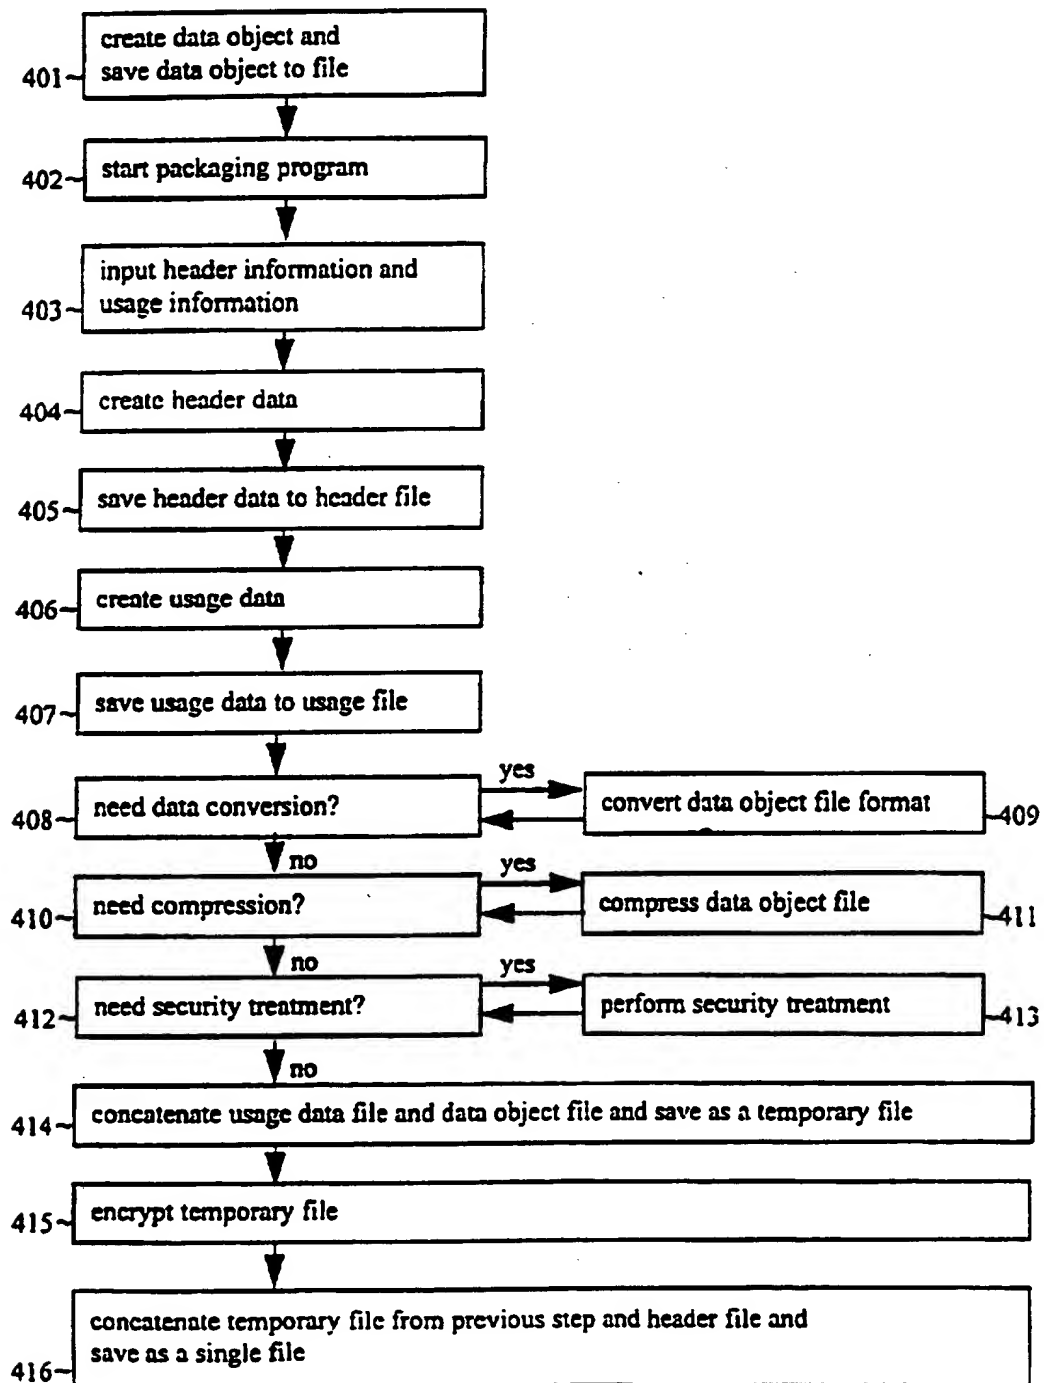 create data object and
save data object to file
401
start packaging program
402
input header information and
usage information
403
create header data
404
save header data to header file
405
create usage data
406
save usage data to usage file
407
need data conversion?
408
yes
convert data object file format
409
no
need compression?
410
yes
compress data object file
411
no
need security treatment?
412
yes
perform security treatment
413
no
concatenate usage data file and data object file and save as a temporary file
414
encrypt temporary file
415
concatenate temporary file from previous step and header file and
save as a single file
416